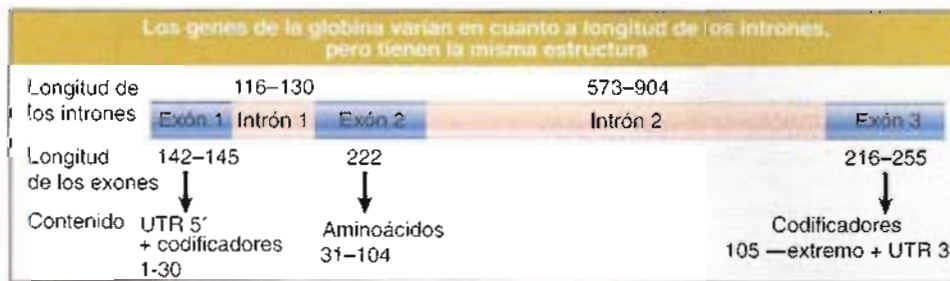 Los genes de la globina varían en cuanto a longitud de los intrones,
pero tienen la misma estructura
Longitud de
los intrones
116–130
573–904
Exón 1 Intrón 1 Exón 2 Intrón 2 Exón 3
Longitud
de los exones
142–145
222
216–255
Contenido
UTR 5´
+ codificadores
1-30
Aminoácidos
31–104
Codificadores
105 —extremo + UTR 3